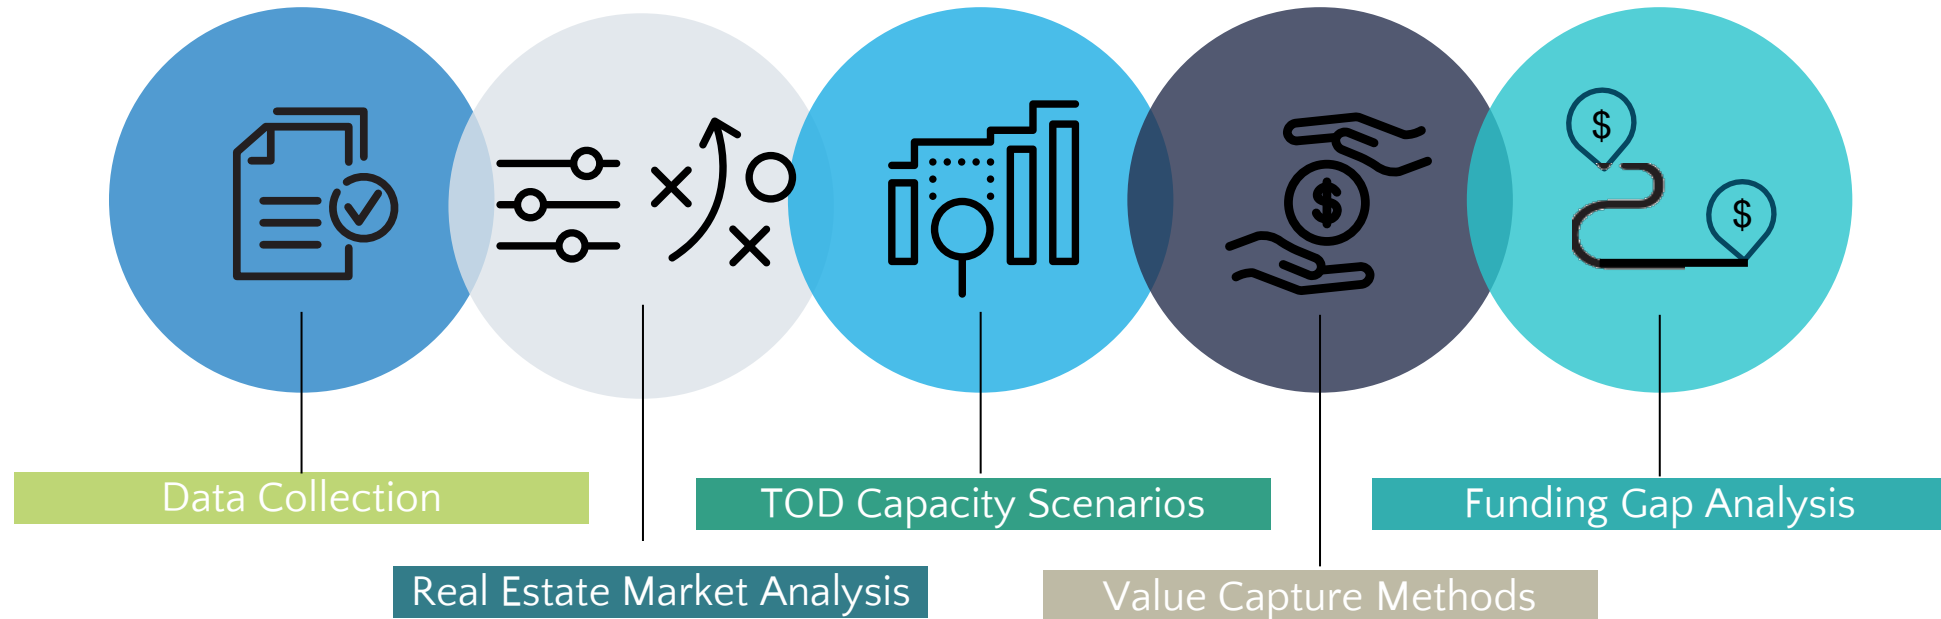 $
$
$
Data Collection
TOD Capacity Scenarios
Funding Gap Analysis
Real Estate Market Analysis
Value Capture Methods